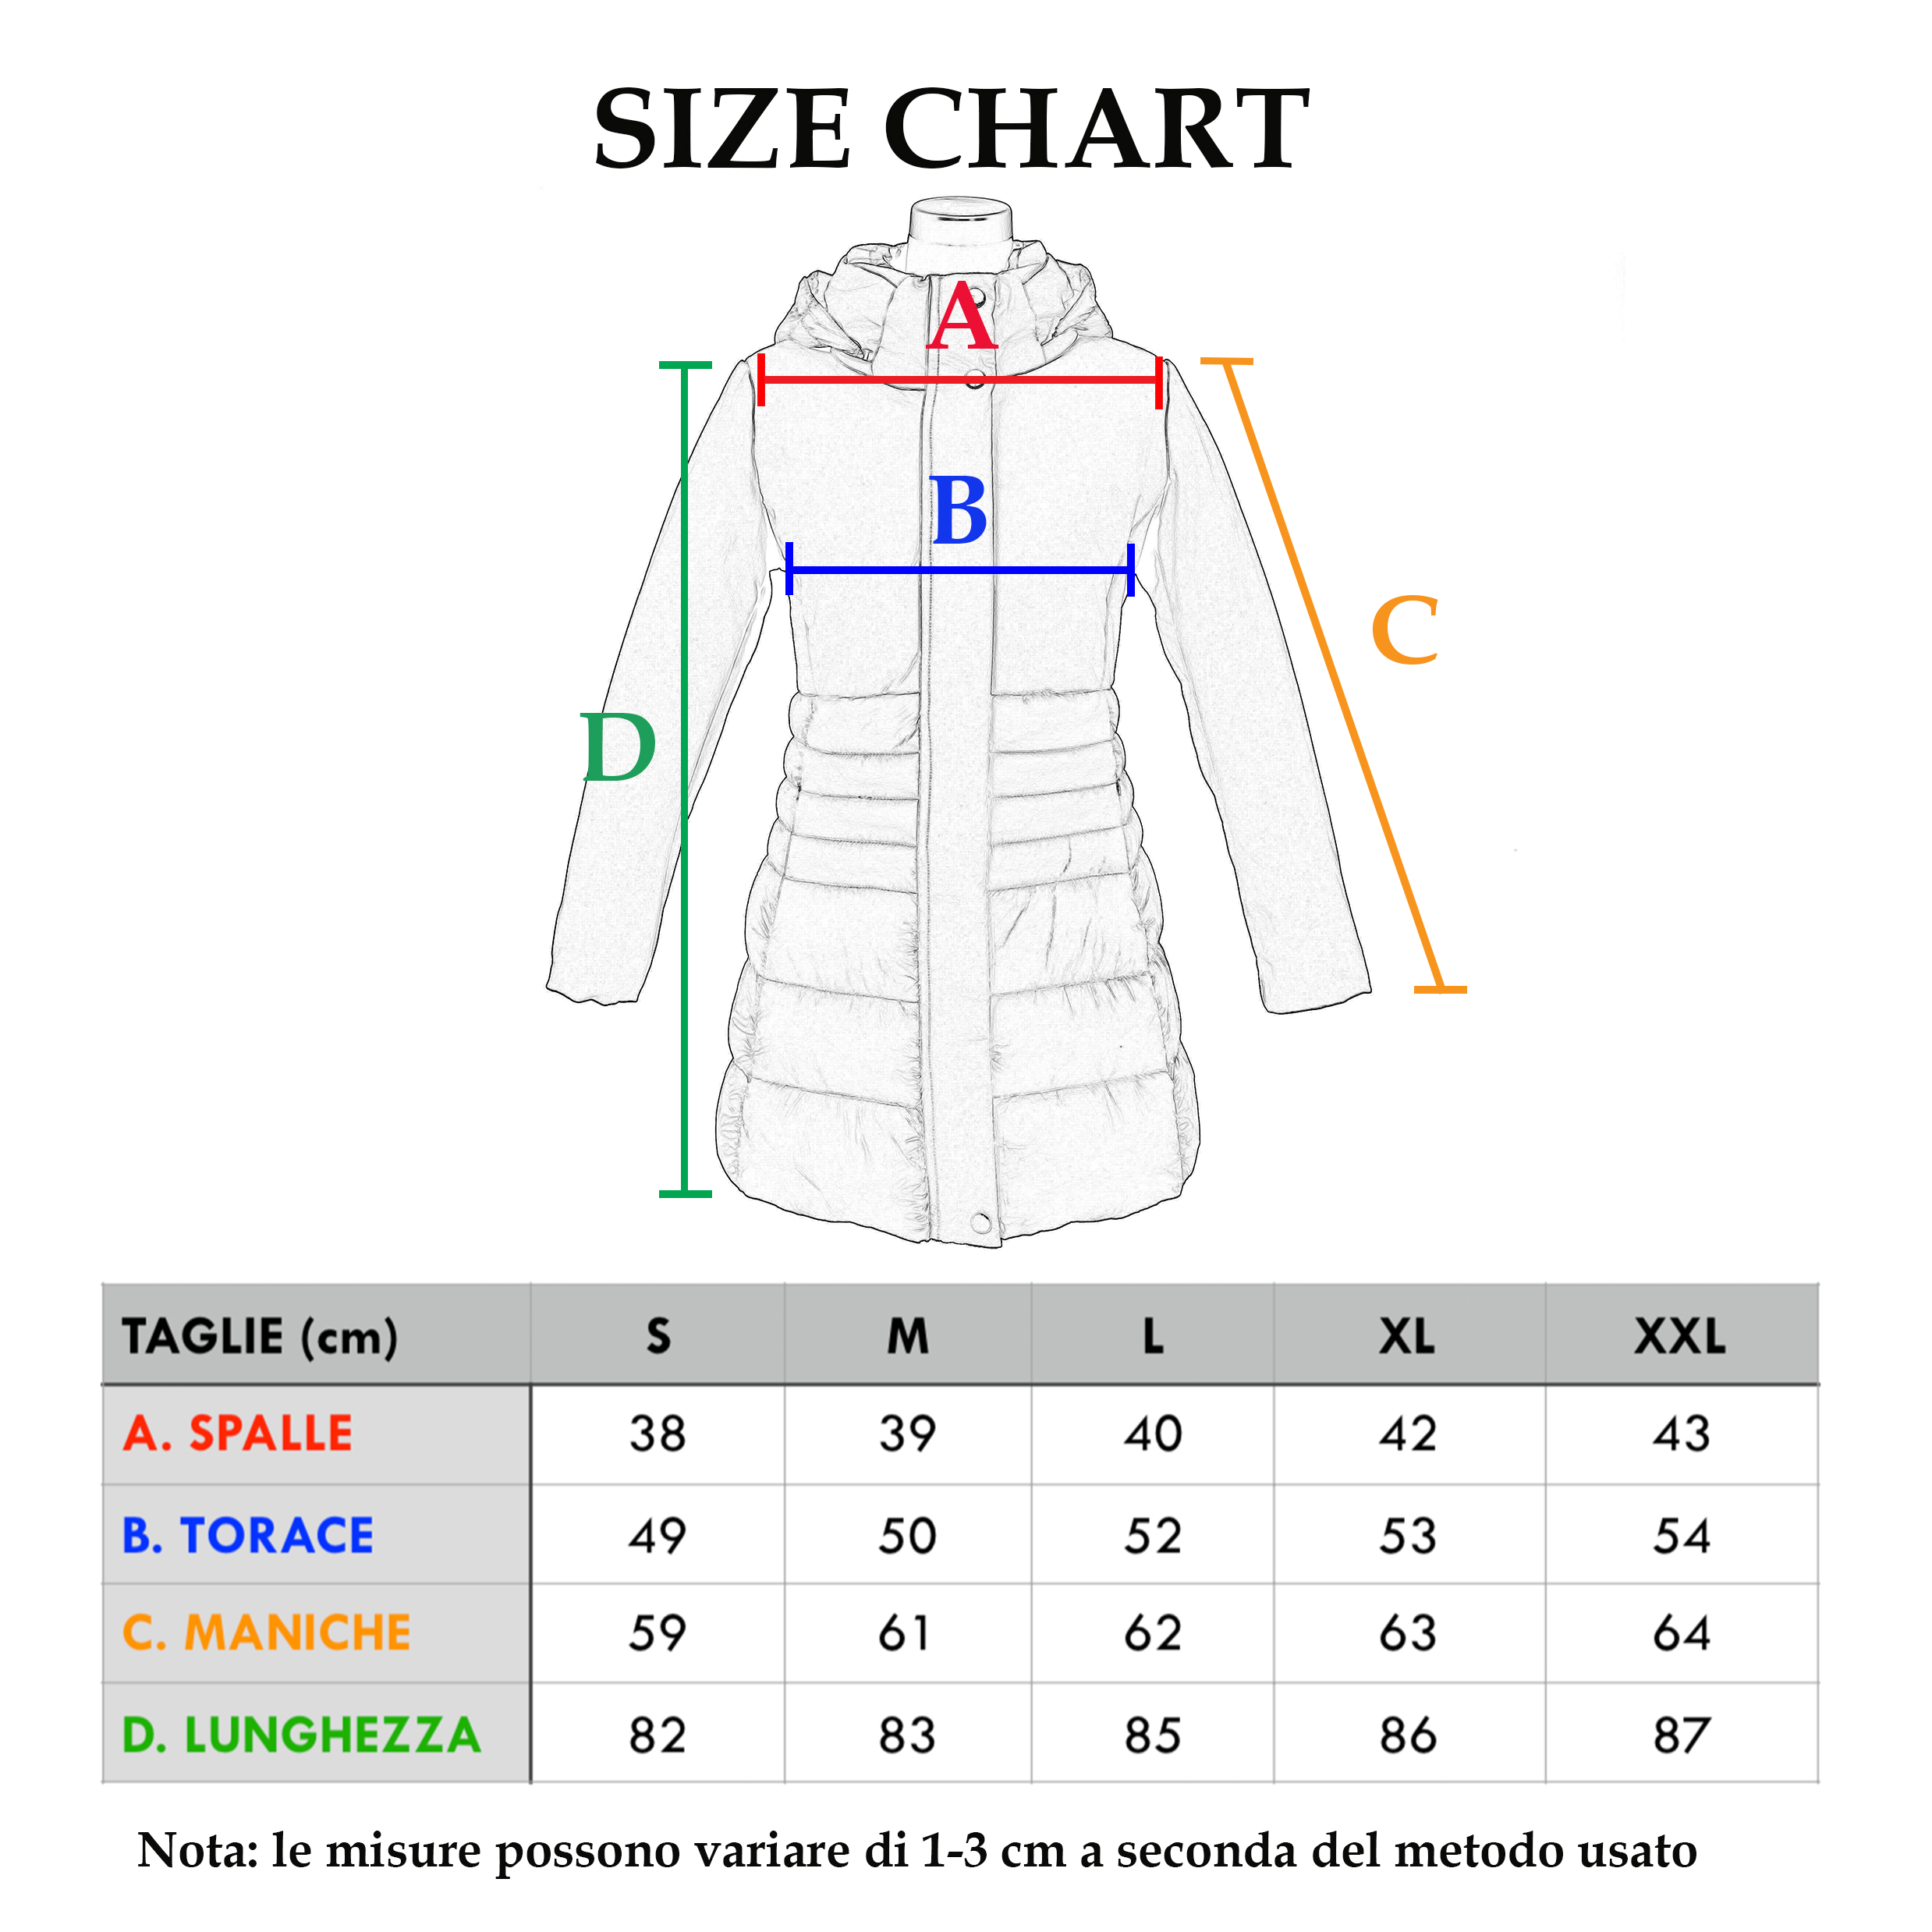 SIZE CHART
A
B
C
D
TAGLIE (cm) S M L XL XXL
A. SPALLE 38 39 40 42 43
B. TORACE 49 50 52 53 54
C. MANICHE 59 61 62 63 64
D. LUNGHEZZA 82 83 85 86 87
Nota: le misure possono variare di 1-3 cm a seconda del metodo usato